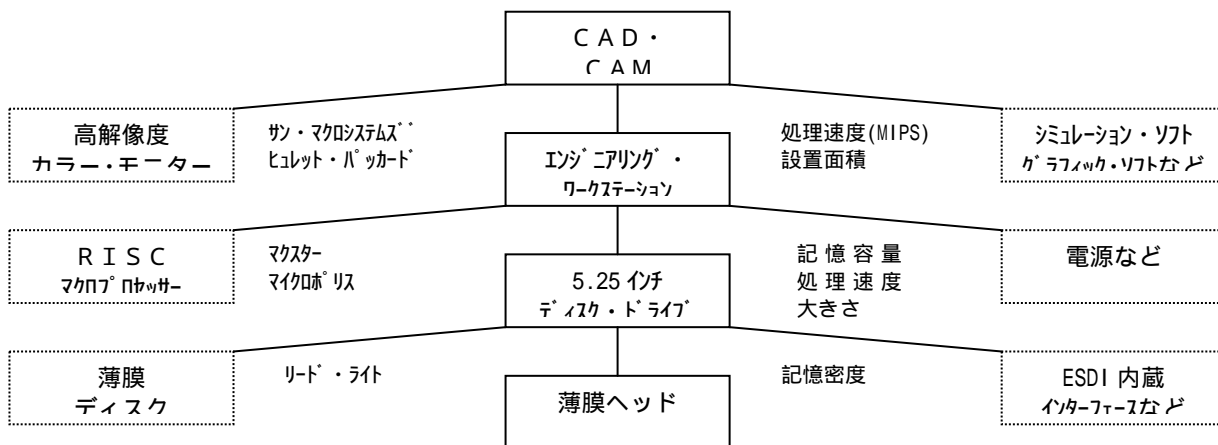 ＣＡＤ・
ＣＡＭ
高解像度
カラー・モニター
ｻﾝ・ﾏｸﾛｼｽﾃﾑｽﾞﾞ
ﾋｭﾚｯﾄ・ﾊﾟｯｶｰﾄﾞ
ｴﾝｼﾞﾆｱﾘﾝｸﾞ・
ﾜｰｸｽﾃｰｼｮﾝ
処理速度(MIPS)
設置面積
ｼﾐｭﾚｰｼｮﾝ・ｿﾌﾄ
ｸﾞﾗﾌｨｯｸ・ｿﾌﾄなど
ＲＩＳＣ
ﾏｸﾛﾌﾟﾛｾｯｻｰ
ﾏｸｽﾀｰ
ﾏｲｸﾛﾎﾟﾘｽ
5.25 ｲﾝﾁ
ﾃﾞｨｽｸ・ﾄﾞﾗｲﾌﾞ
記憶容量
処理速度
大きさ
電源など
薄膜
ディスク
ﾘｰﾄﾞ・ﾗｲﾄ
薄膜ヘッド
記憶密度
ESDI 内蔵
ｲﾝﾀｰﾌｪｰｽなど